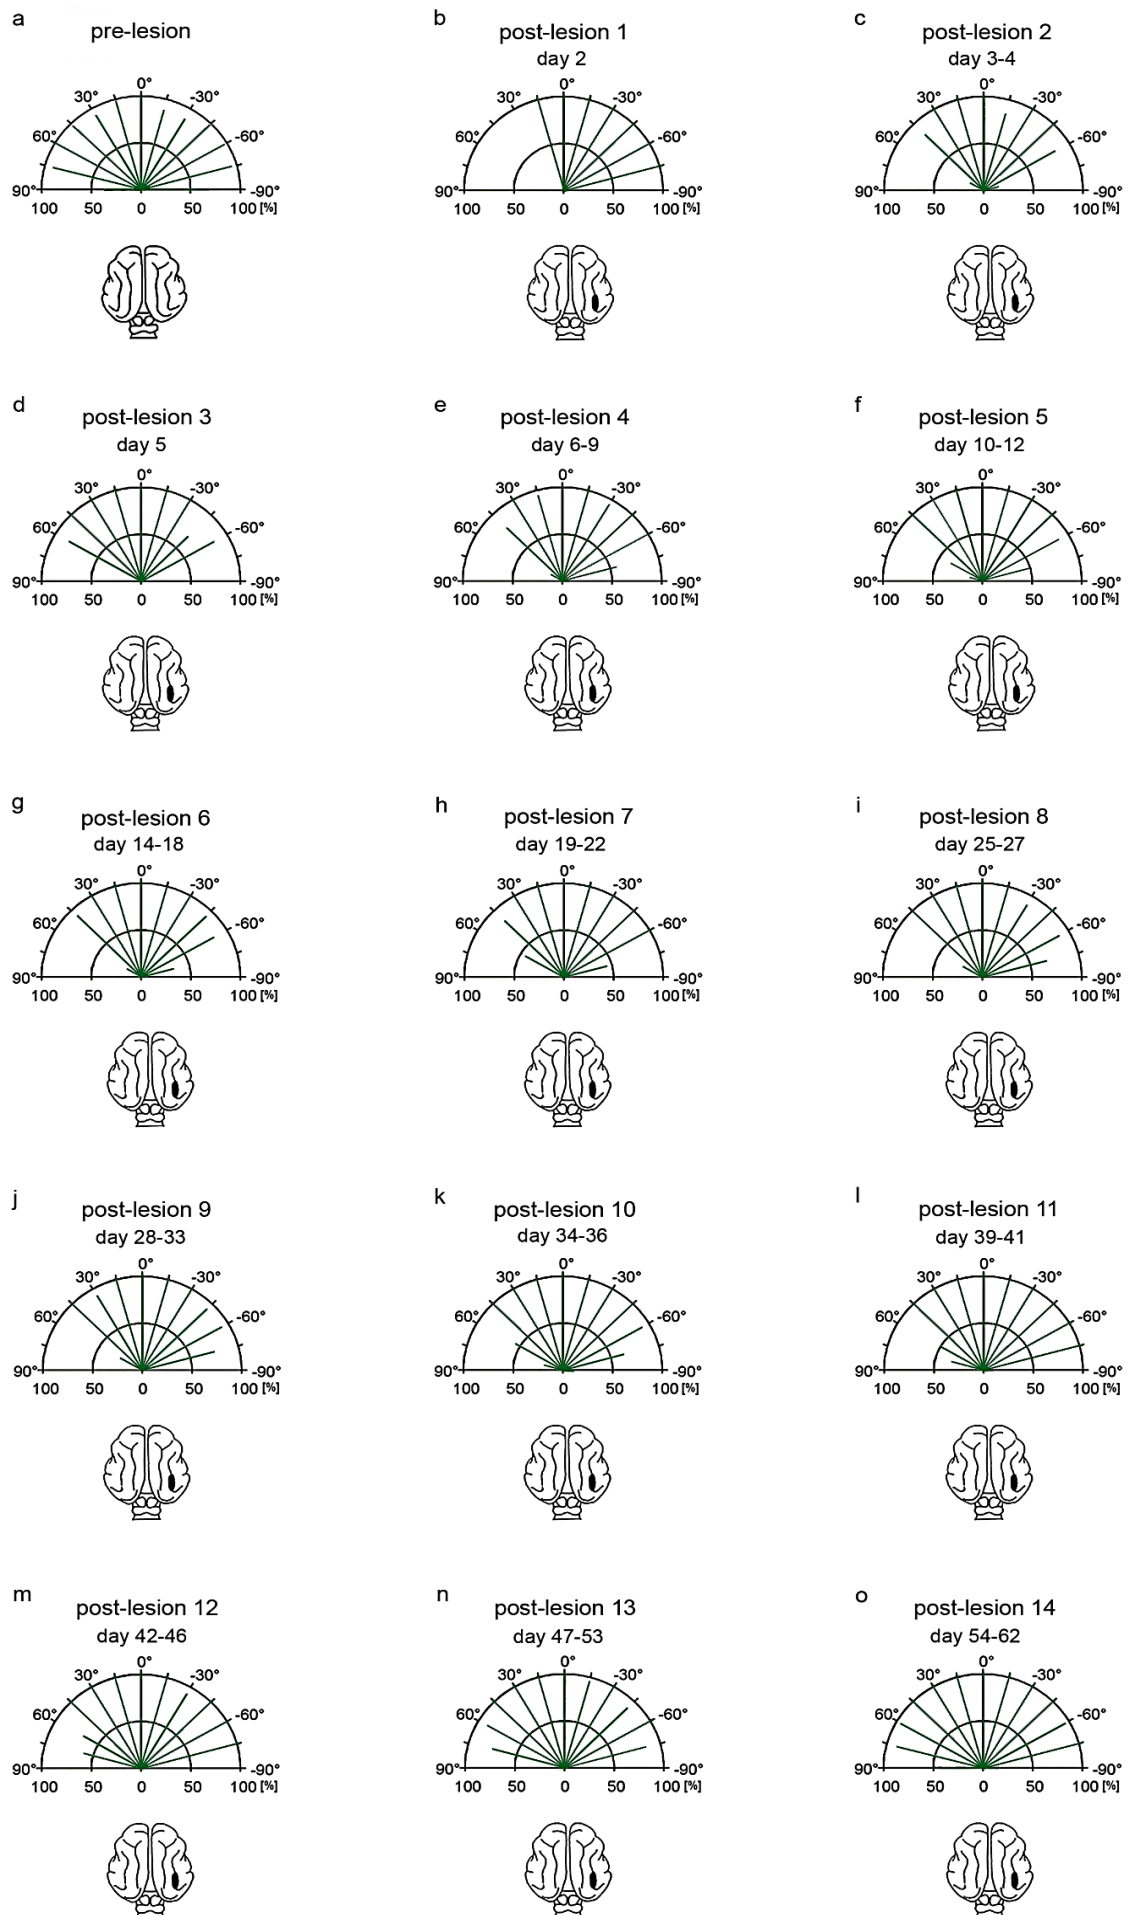 a pre-lesion
b post-lesion 1
day 2
c post-lesion 2
day 3-4
0°
30° -30°
60° -60°
90° -90°
100 50 0 50 100 [%]
0°
30° -30°
60° -60°
90° -90°
100 50 0 50 100 [%]
0°
30° -30°
60° -60°
90° -90°
100 50 0 50 100 [%]
d post-lesion 3
day 5
e post-lesion 4
day 6-9
f post-lesion 5
day 10-12
0°
30° -30°
60° -60°
90° -90°
100 50 0 50 100 [%]
0°
30° -30°
60° -60°
90° -90°
100 50 0 50 100 [%]
0°
30° -30°
60° -60°
90° -90°
100 50 0 50 100 [%]
g post-lesion 6
day 14-18
h post-lesion 7
day 19-22
i post-lesion 8
day 25-27
0°
30° -30°
60° -60°
90° -90°
100 50 0 50 100 [%]
0°
30° -30°
60° -60°
90° -90°
100 50 0 50 100 [%]
0°
30° -30°
60° -60°
90° -90°
100 50 0 50 100 [%]
j post-lesion 9
day 28-33
k post-lesion 10
day 34-36
l post-lesion 11
day 39-41
0°
30° -30°
60° -60°
90° -90°
100 50 0 50 100 [%]
0°
30° -30°
60° -60°
90° -90°
100 50 0 50 100 [%]
0°
30° -30°
60° -60°
90° -90°
100 50 0 50 100 [%]
m post-lesion 12
day 42-46
n post-lesion 13
day 47-53
o post-lesion 14
day 54-62
0°
30° -30°
60° -60°
90° -90°
100 50 0 50 100 [%]
0°
30° -30°
60° -60°
90° -90°
100 50 0 50 100 [%]
0°
30° -30°
60° -60°
90° -90°
100 50 0 50 100 [%]